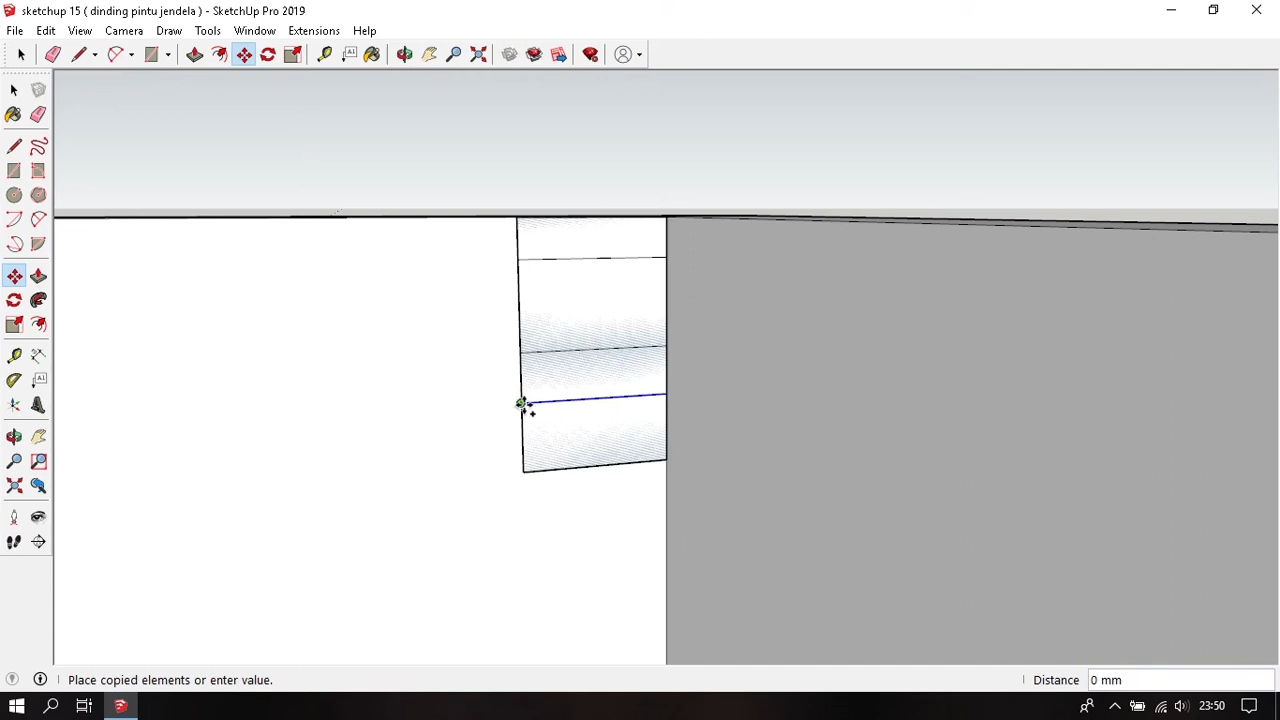 sketchup 15 ( dinding pintu jendela ) - SketchUp Pro 2019
File Edit View Camera Draw Tools Window Extensions Help
Place copied elements or enter value. Distance 0 mm
23:50